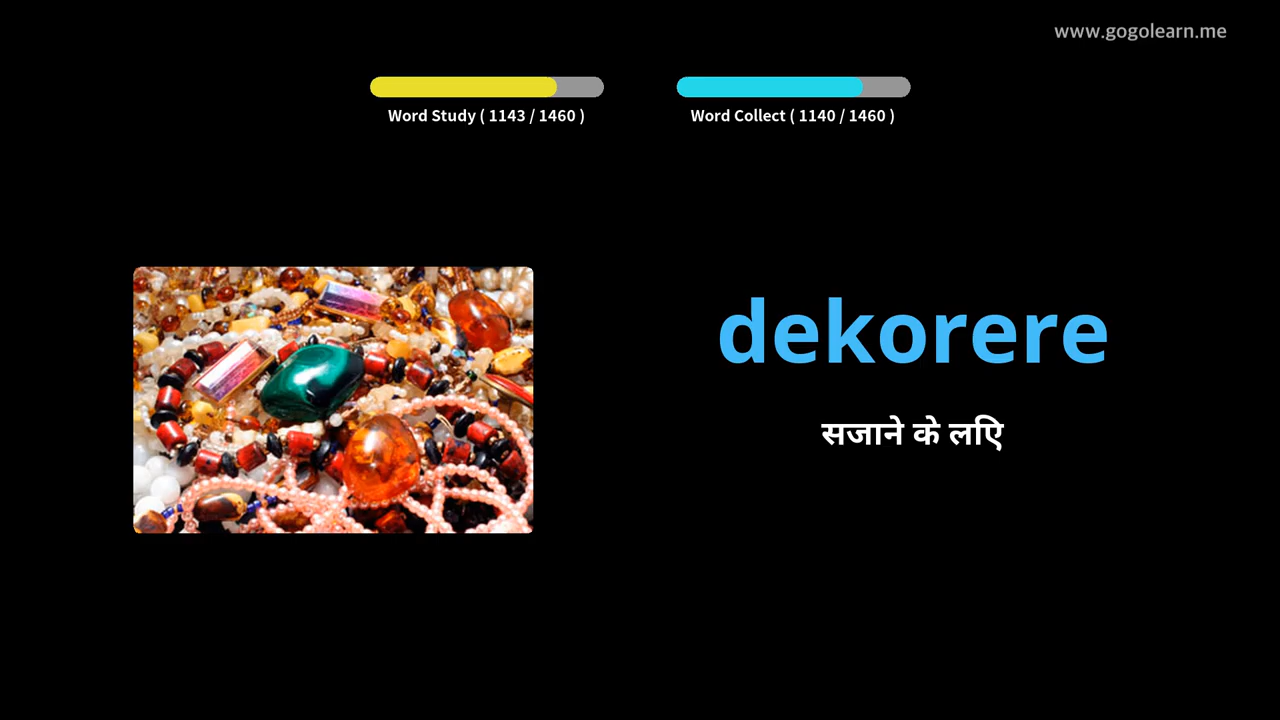 www.gogolearn.me
Word Study ( 1143 / 1460 )
Word Collect ( 1140 / 1460 )
dekorere
सजाने के लिए